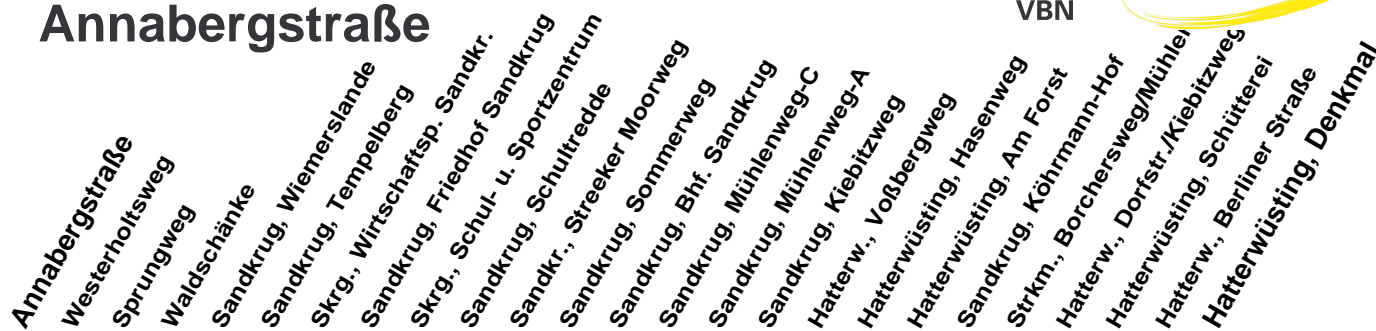 Annabergstraße
VBN
Annabergstraße
Westerholtsweg
Sprungweg
Waldschänke
Sandkrug, Wiemerslande
Sandkrug, Tempelberg
Skrg., Wirtschaftsp. Sandkr.
Sandkrug, Friedhof Sandkrug
Skrg., Schul- u. Sportzentrum
Sandkrug, Schultredde
Sandkr., Streeker Moorweg
Sandkrug, Sommerweg
Sandkrug, Bhf. Sandkrug
Sandkrug, Mühlenweg-C
Sandkrug, Mühlenweg-A
Sandkrug, Kiebitzweg
Hatterw., Voßbergweg
Hatterwüsting, Hasenweg
Hatterwüsting, Am Forst
Sandkrug, Köhrmann-Hof
Strkm., Borchersweg/Mühlen
Hatterw., Dorfstr./Kiebitzweg
Hatterwüsting, Schütterei
Hatterw., Berliner Straße
Hatterwüsting, Denkmal